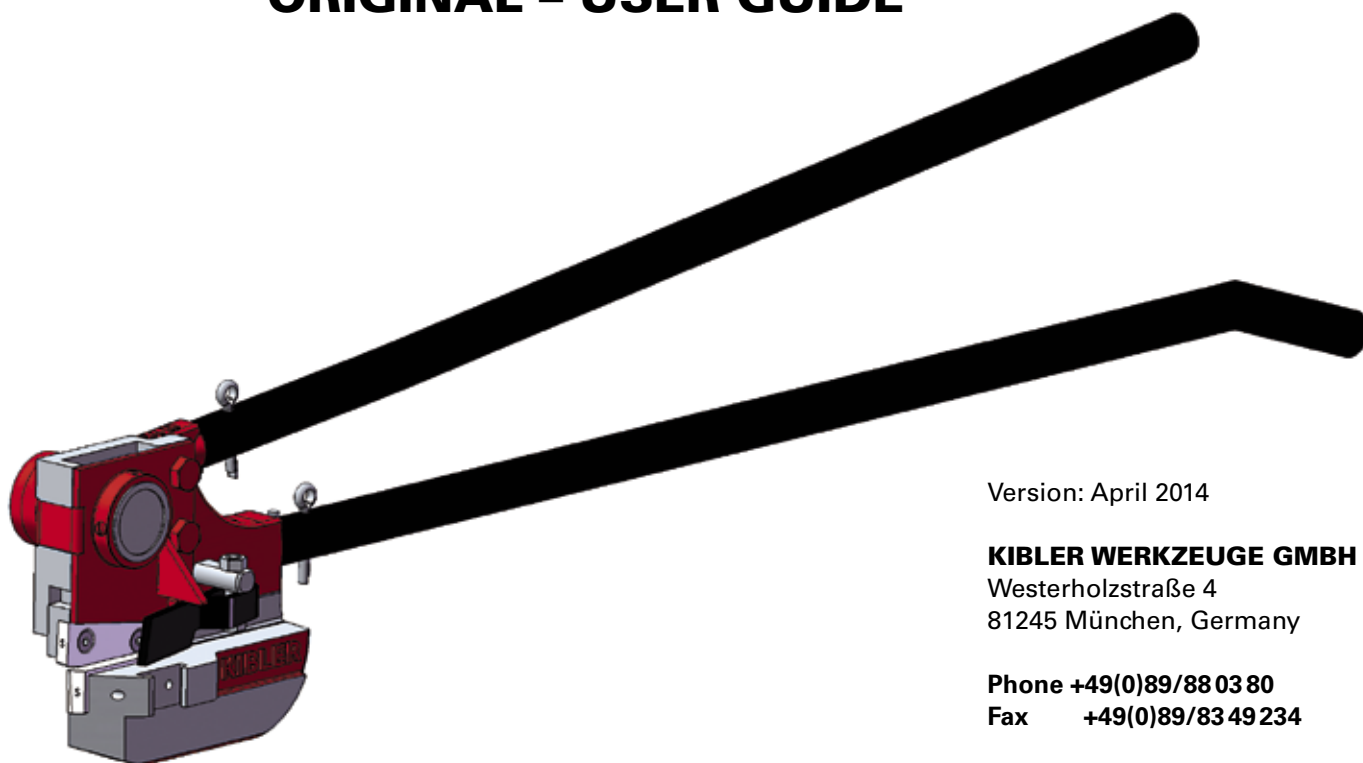 ORIGINAL – USER GUIDE
KIBLER
S
S
Version: April 2014
KIBLER WERKZEUGE GMBH
Westerholzstraße 4
81245 München, Germany
Phone +49(0)89/88 03 80
Fax +49(0)89/83 49 234